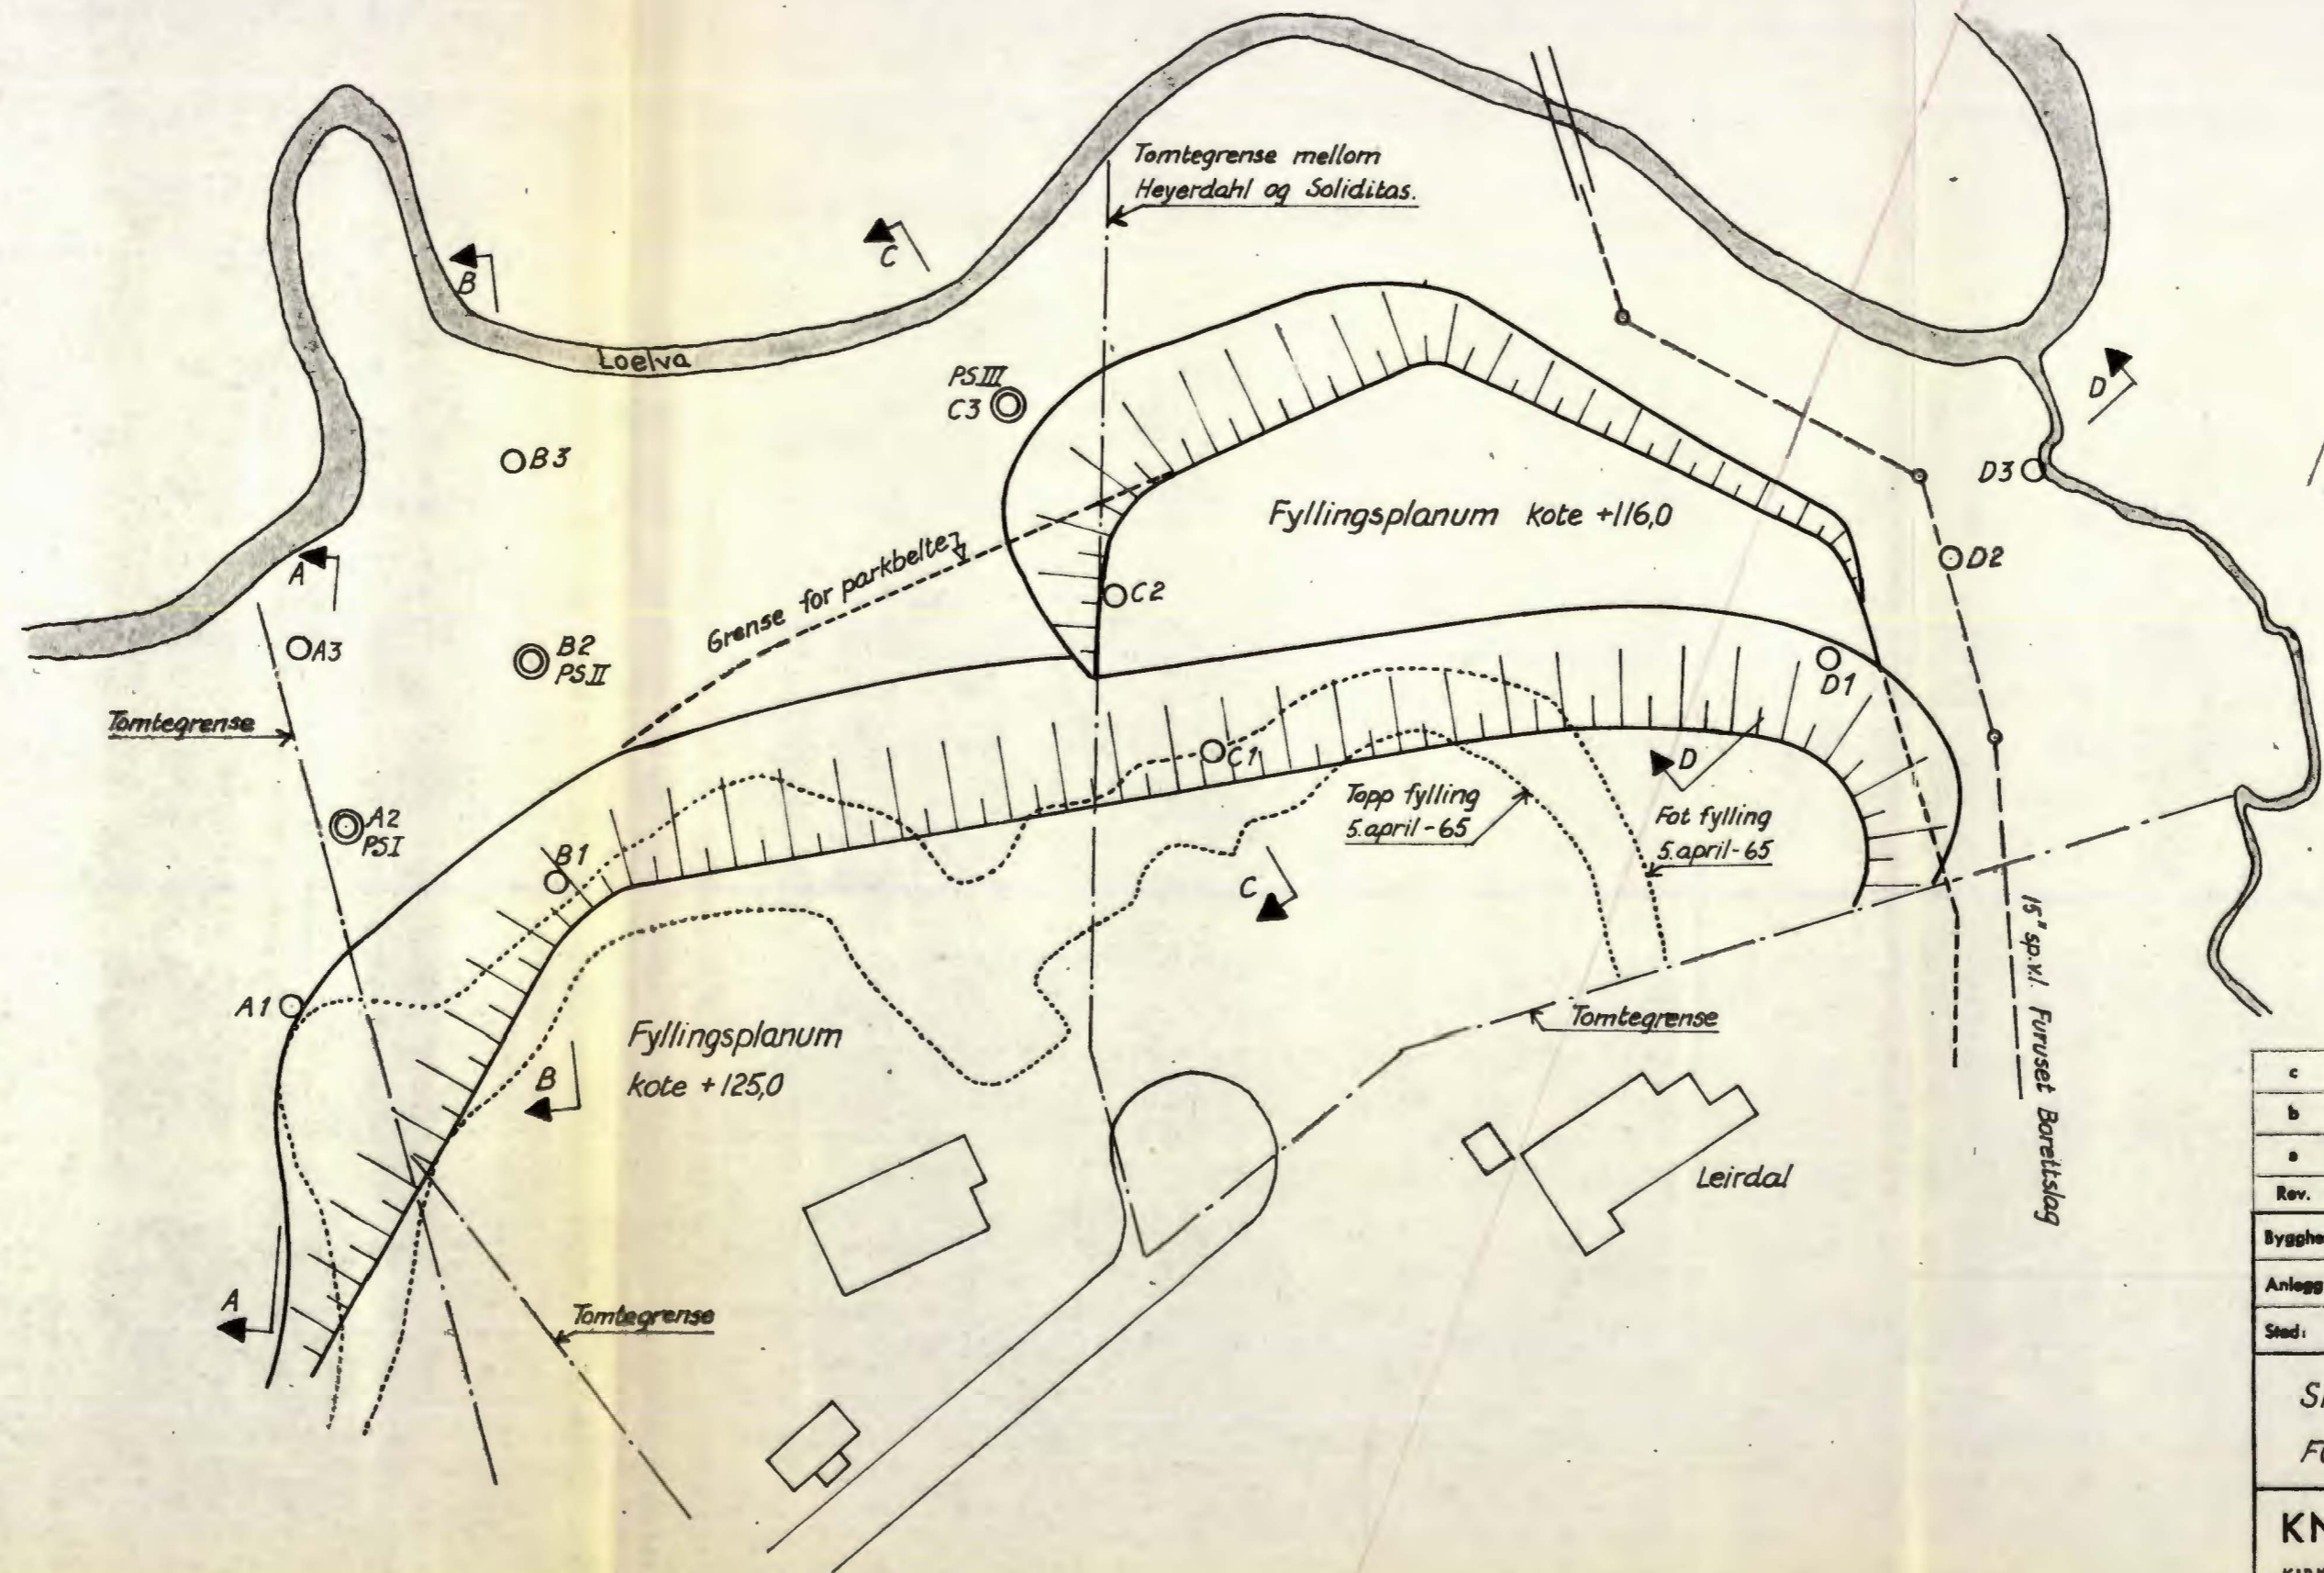 Tomtegrense mellom
Heyerdahl og Soliditas.
B
C
Loelva
PS III
C3
D
B3
D3
Fyllingsplanum kote +116,0
A
Grense for parkbelte
D2
C2
A3
B2
PS II
D1
Tomtegrense
C1
D
A2
PS I
Topp fylling
5. april-65
Fot fylling
5. april-65
B1
C
15" sp.v.l. Furuset Borettslag
A1
Fyllingsplanum
kote +125,0
Tomtegrense
B
Leirdal
A
Tomtegrense
c
b
a
Rev.
Bygghe
Anlegg
Sted: